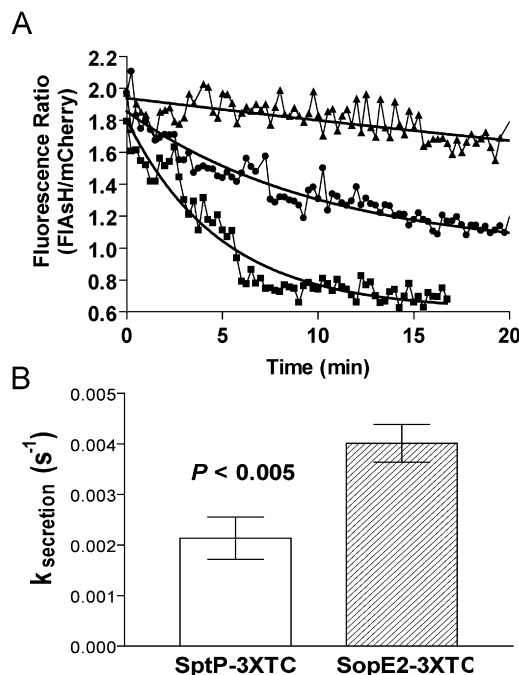 A
Fluorescence Ratio
(FlAsH/mCherry)
2.2
2.0
1.8
1.6
1.4
1.2
1.0
0.8
0.6
0
5
10
15
20
Time (min)
B
k secretion (s-1)
0.005
0.004
0.003
0.002
0.001
0.000
P < 0.005
SptP-3XTC
SopE2-3XTC